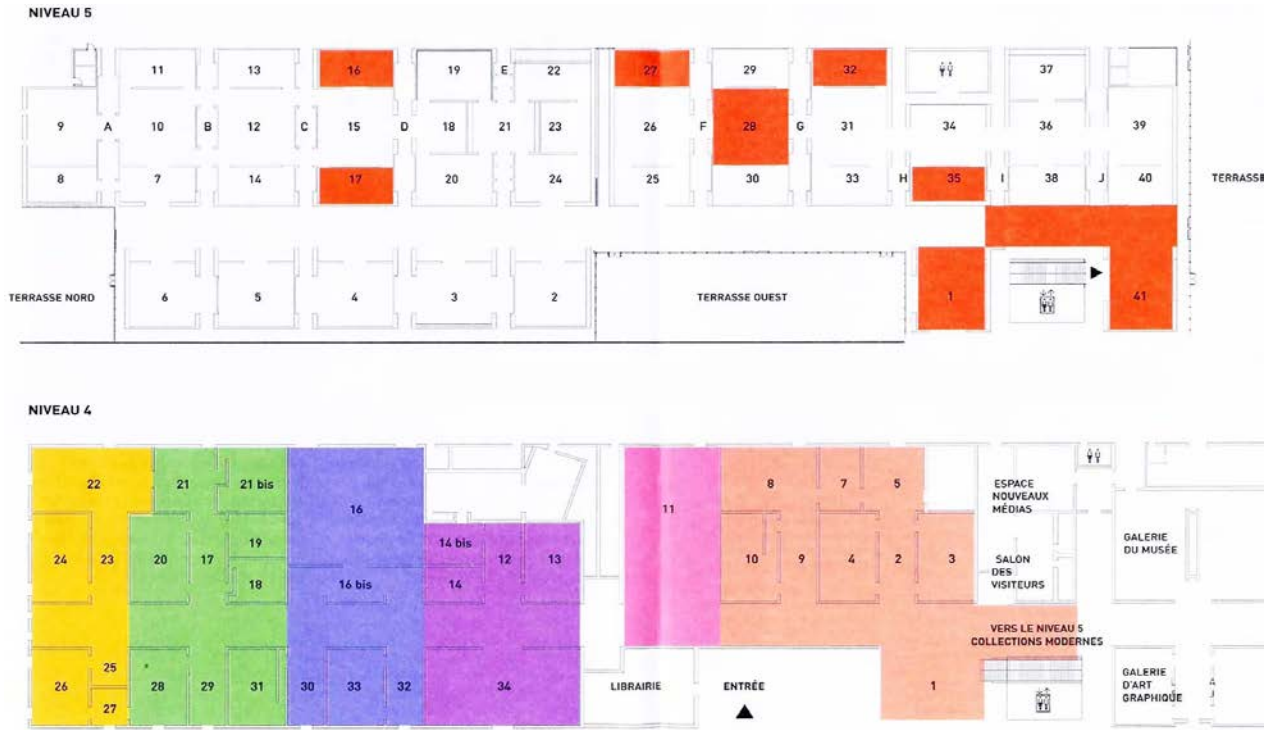 NIVEAU 5
11 13 16 19 E 22 27 29 32 37
9 A 10 B 12 C 15 D 18 21 23 26 F 28 G 31 34 36 39
8 7 14 17 20 24 25 30 33 H 35 I 38 J 40 TERRASSE
TERRASSE NORD 6 5 4 3 2 TERRASSE OUEST 1 41
NIVEAU 4
22 21 21 bis 16 11 8 7 5 ESPACE
NOUVEAUX
MÉDIAS
24 23 20 17 19 14 bis 12 13 10 9 4 2 3 GALERIE
DU MUSÉE
18 16 bis 14 SALON
DES
VISITEURS
VERS LE NIVEAU 5
COLLECTIONS MODERNES
26 25 28 29 31 30 33 32 34 LIBRAIRIE ENTRÉE 1 GALERIE
D'ART
GRAPHIQUE
27